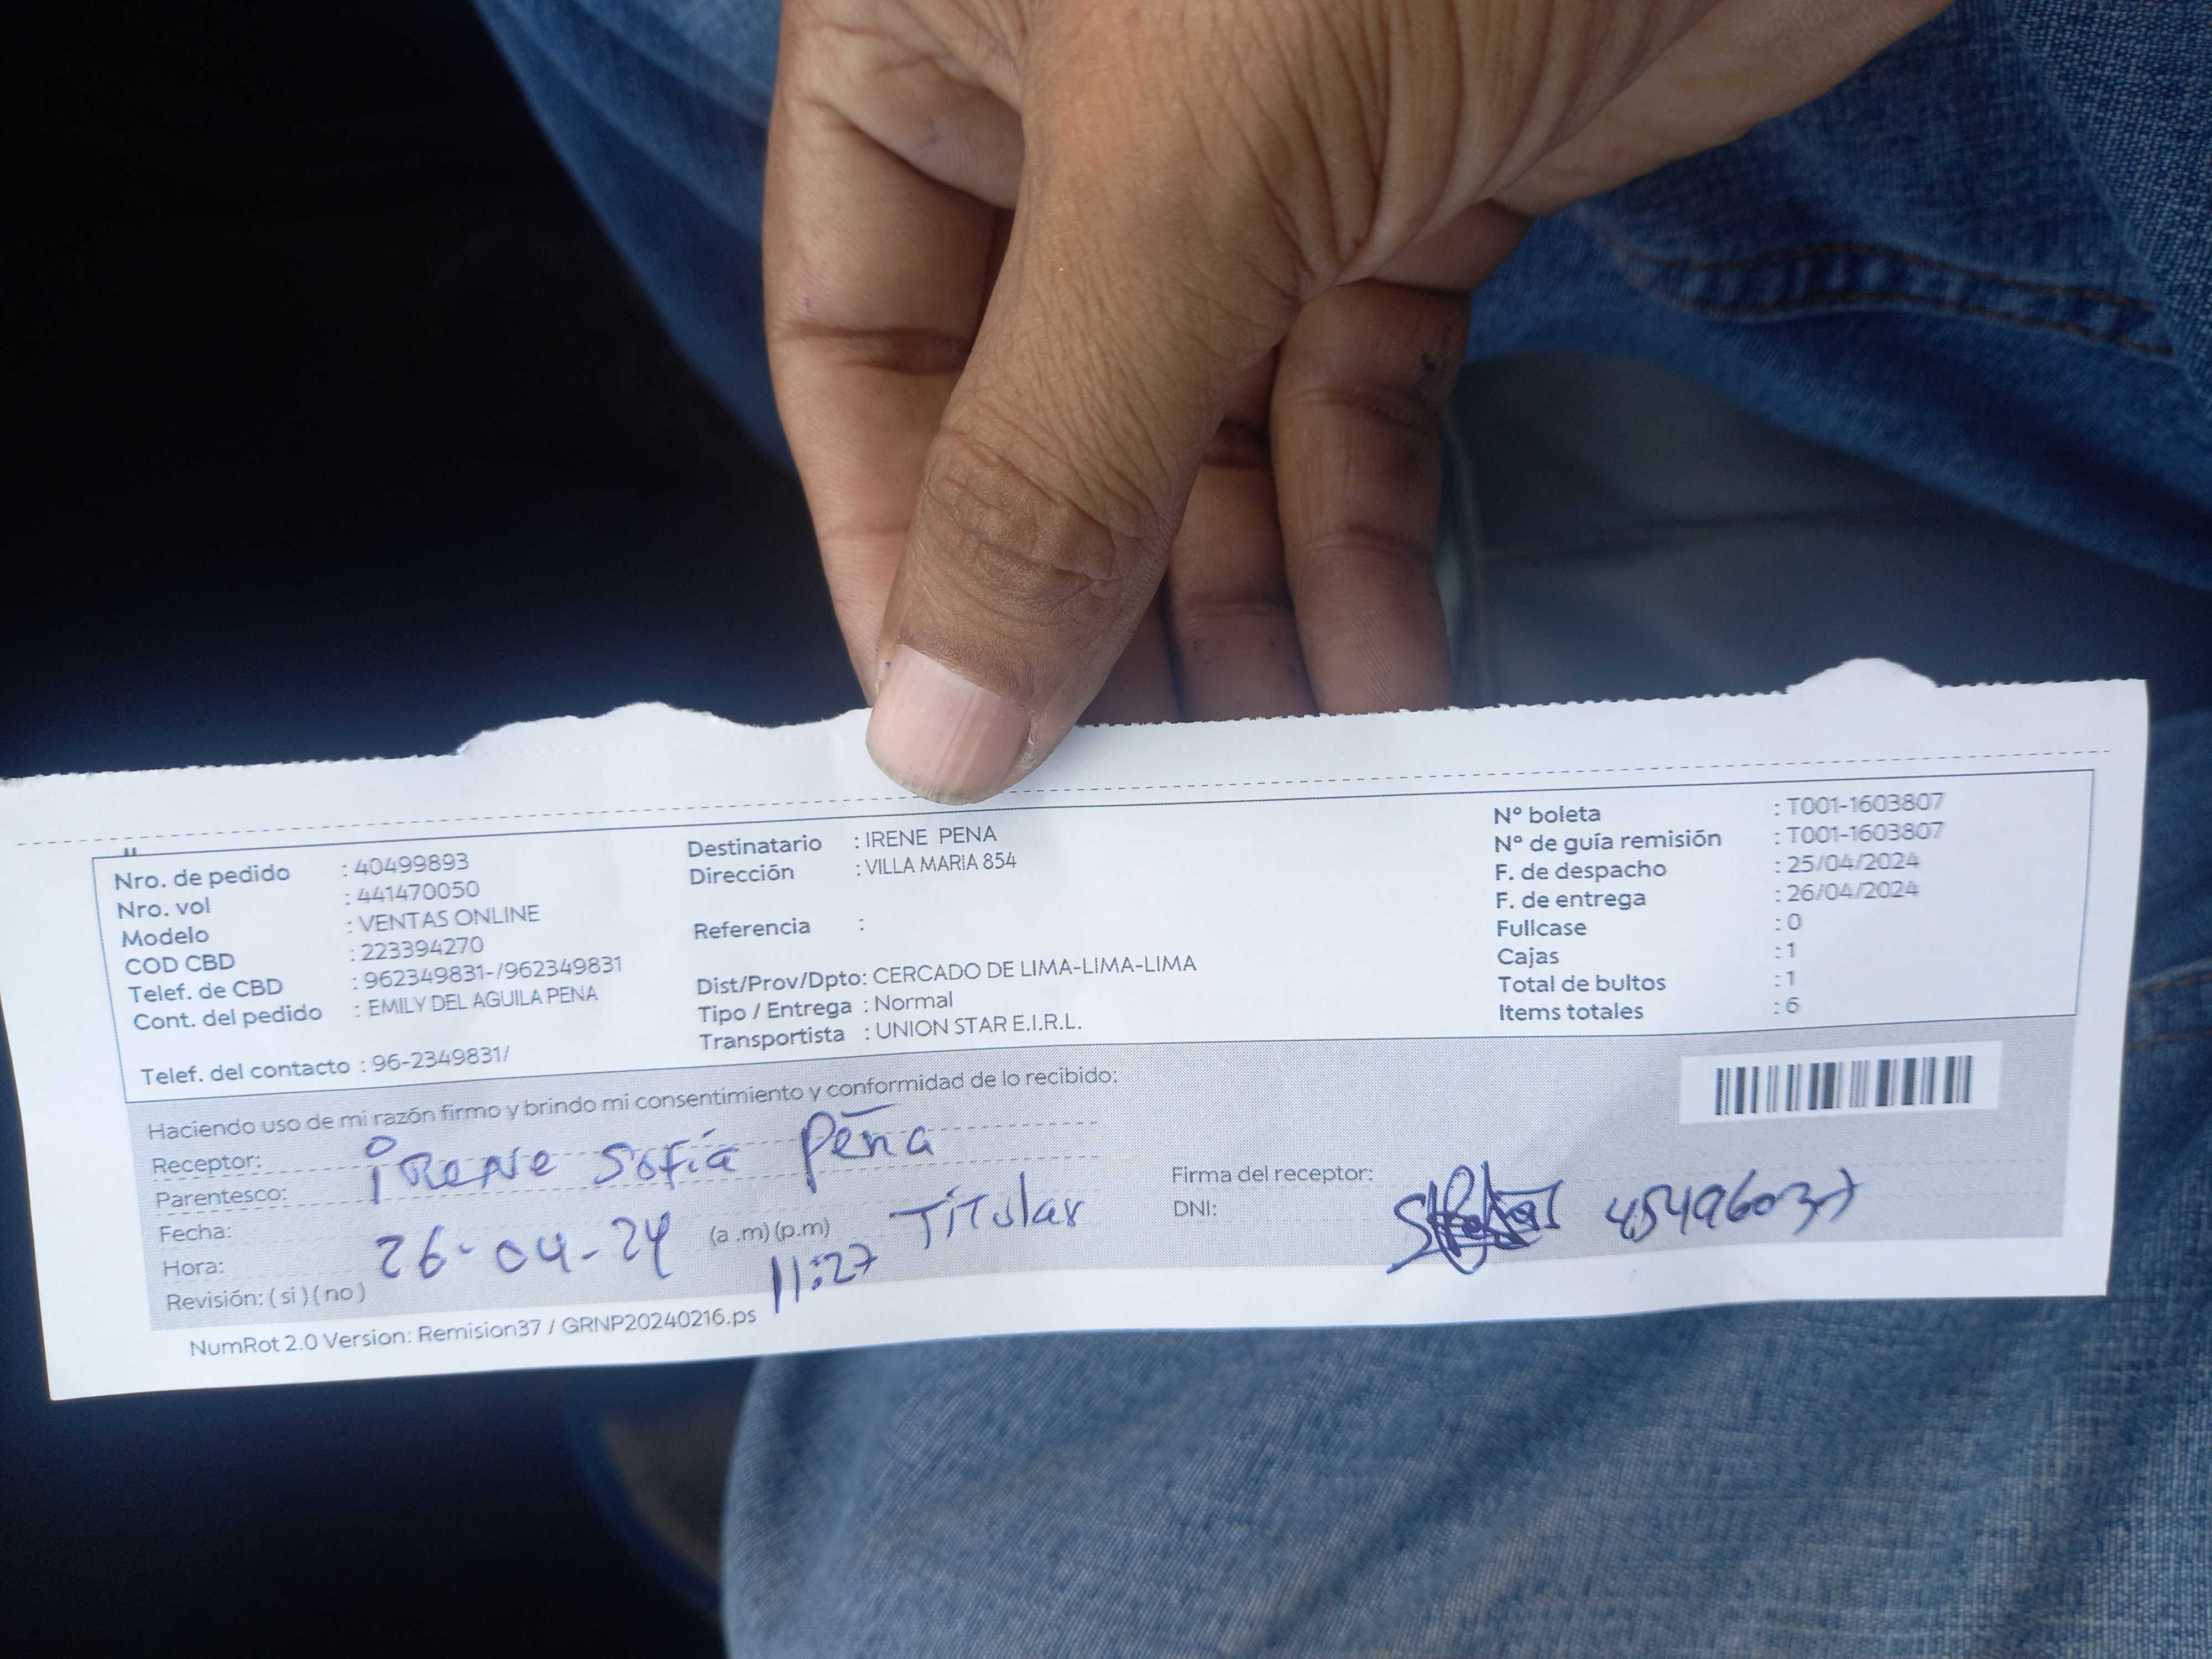 Nro. de pedido : 40499893
Nro. vol : 441470050
Modelo : VENTAS ONLINE
COD CBD : 223394270
Telef. de CBD : 962349831-/962349831
Cont. del pedido : EMILY DEL AGUILA PENA
Telef. del contacto : 96-2349831/
Destinatario : IRENE PENA
Dirección : VILLA MARIA 854
Referencia :
Dist/Prov/Dpto: CERCADO DE LIMA-LIMA-LIMA
Tipo / Entrega : Normal
Transportista : UNION STAR E.I.R.L.
Nº boleta : T001-1603807
Nº de guía remisión : T001-1603807
F. de despacho : 25/04/2024
F. de entrega : 26/04/2024
Fullcase : 0
Cajas : 1
Total de bultos : 1
Items totales : 6
Haciendo uso de mi razón firmo y brindo mi consentimiento y conformidad de lo recibido:
Receptor: iRENE Sofía Peña
Parentesco: Titular
Fecha: 26-04-24
Hora: (a .m) (p.m) 11:27
Revisión: ( si ) ( no )
Firma del receptor:
DNI: 45496037
NumRot 2.0 Version: Remision37 / GRNP20240216.ps